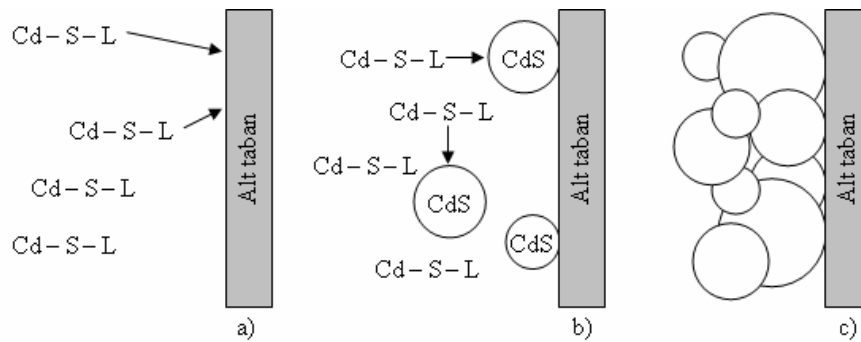 Cd–S–L
Cd–S–L
Cd–S–L
Cd–S–L
Alt taban
a)
Cd–S–L
CdS
Cd–S–L
Cd–S–L
CdS
CdS
Cd–S–L
Alt taban
b)
Alt taban
c)